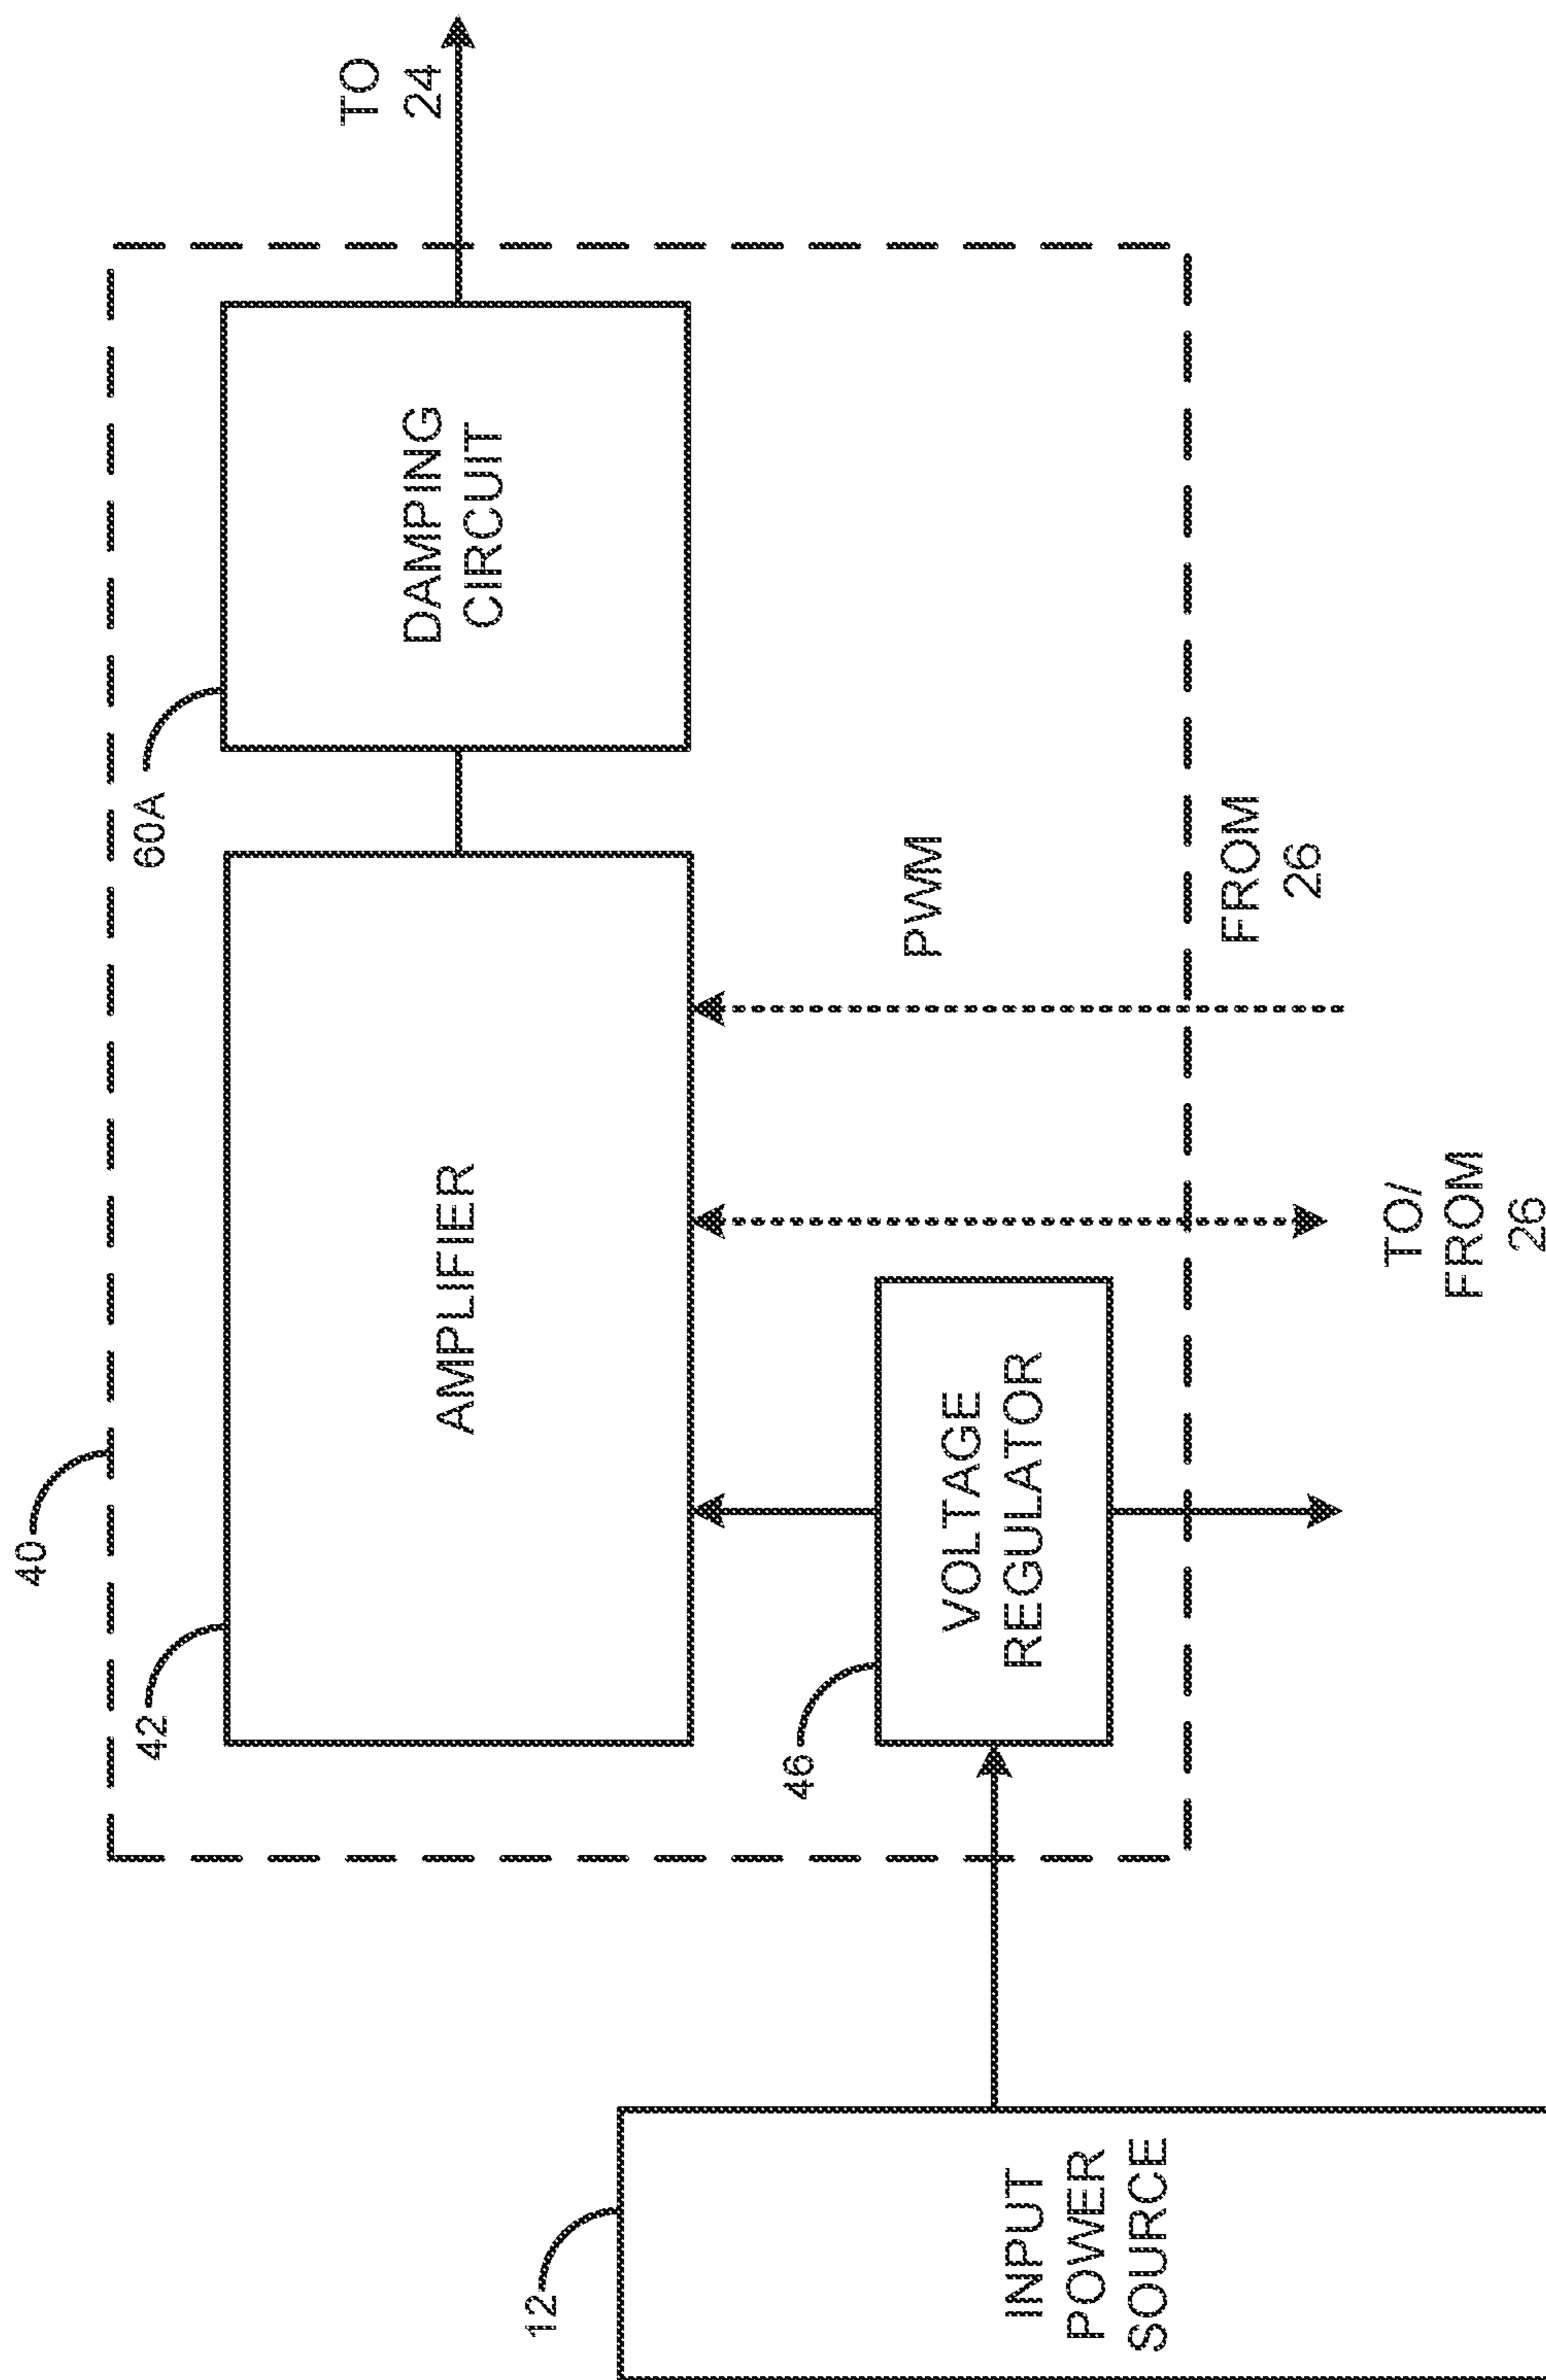 40
42
AMPLIFIER
60A
DAMPING
CIRCUIT
TO
24
12
INPUT
POWER
SOURCE
46
VOLTAGE
REGULATOR
PWM
TO/
FROM
26
FROM
26